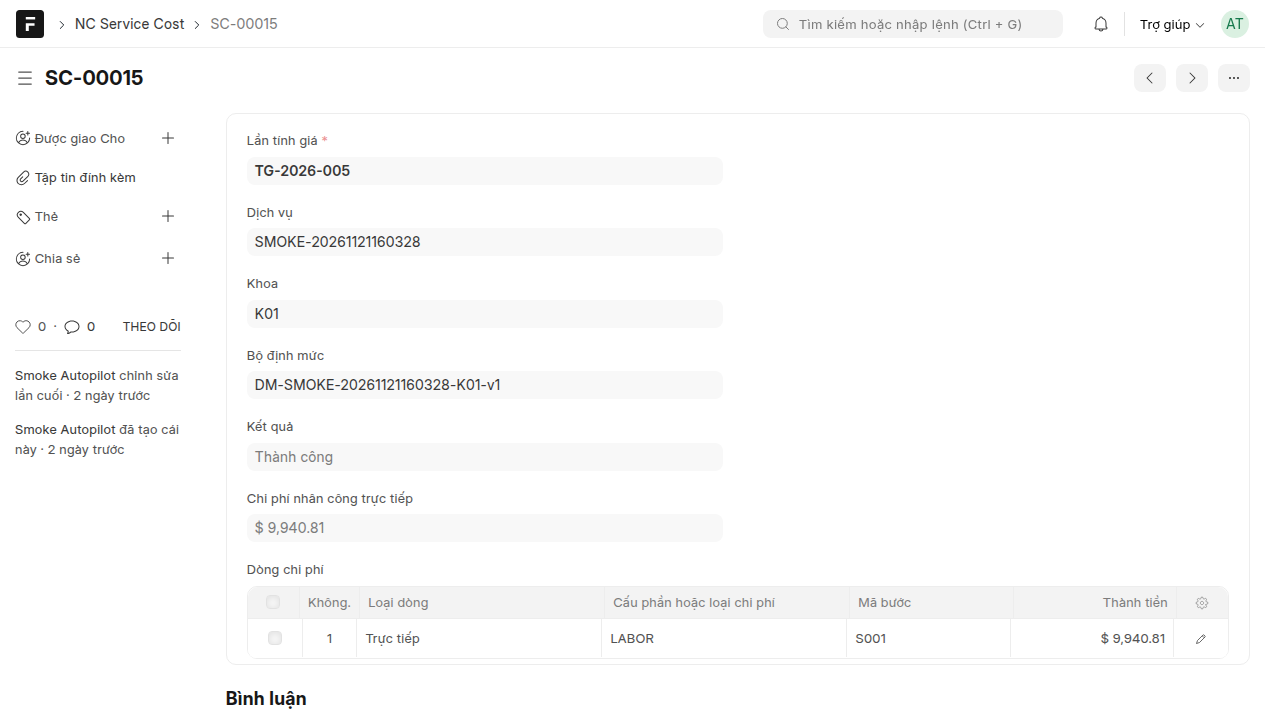 NC Service Cost
SC-00015
Tìm kiếm hoặc nhập lệnh (Ctrl + G)
Trợ giúp
AT
SC-00015
Được giao Cho
Tập tin đính kèm
Thẻ
Chia sẻ
0 · 0 THEO DÕI
Smoke Autopilot chỉnh sửa
lần cuối · 2 ngày trước
Smoke Autopilot đã tạo cái
này · 2 ngày trước
Lần tính giá *
TG-2026-005
Dịch vụ
SMOKE-20261121160328
Khoa
K01
Bộ định mức
DM-SMOKE-20261121160328-K01-v1
Kết quả
Thành công
Chi phí nhân công trực tiếp
$ 9,940.81
Dòng chi phí
Không. Loại dòng Cấu phần hoặc loại chi phí Mã bước Thành tiền
1 Trực tiếp LABOR S001 $ 9,940.81
Bình luận